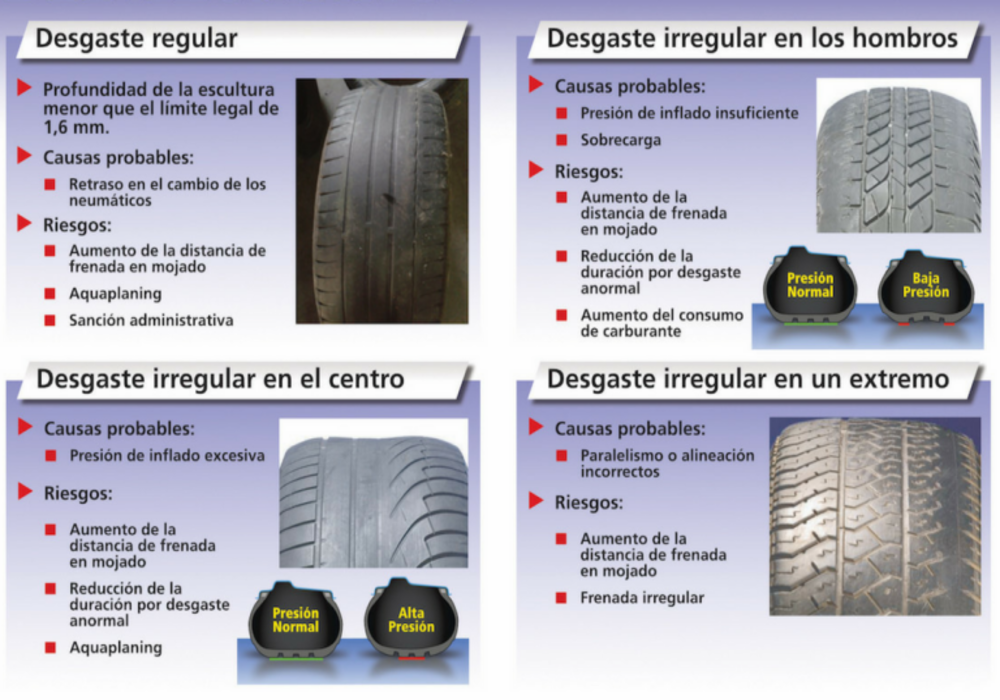 Desgaste regular
Profundidad de la escultura
menor que el límite legal de
1,6 mm.
Causas probables:
Retraso en el cambio de los
neumáticos
Riesgos:
Aumento de la distancia de
frenada en mojado
Aquaplaning
Sanción administrativa
Desgaste irregular en los hombros
Causas probables:
Presión de inflado insuficiente
Sobrecarga
Riesgos:
Aumento de la
distancia de frenada
en mojado
Reducción de la
duración por desgaste
anormal
Aumento del consumo
de carburante
Presión
Normal
Baja
Presión
Desgaste irregular en el centro
Causas probables:
Presión de inflado excesiva
Riesgos:
Aumento de la
distancia de frenada
en mojado
Reducción de la
duración por desgaste
anormal
Aquaplaning
Presión
Normal
Alta
Presión
Desgaste irregular en un extremo
Causas probables:
Paralelismo o alineación
incorrectos
Riesgos:
Aumento de la
distancia de frenada
en mojado
Frenada irregular